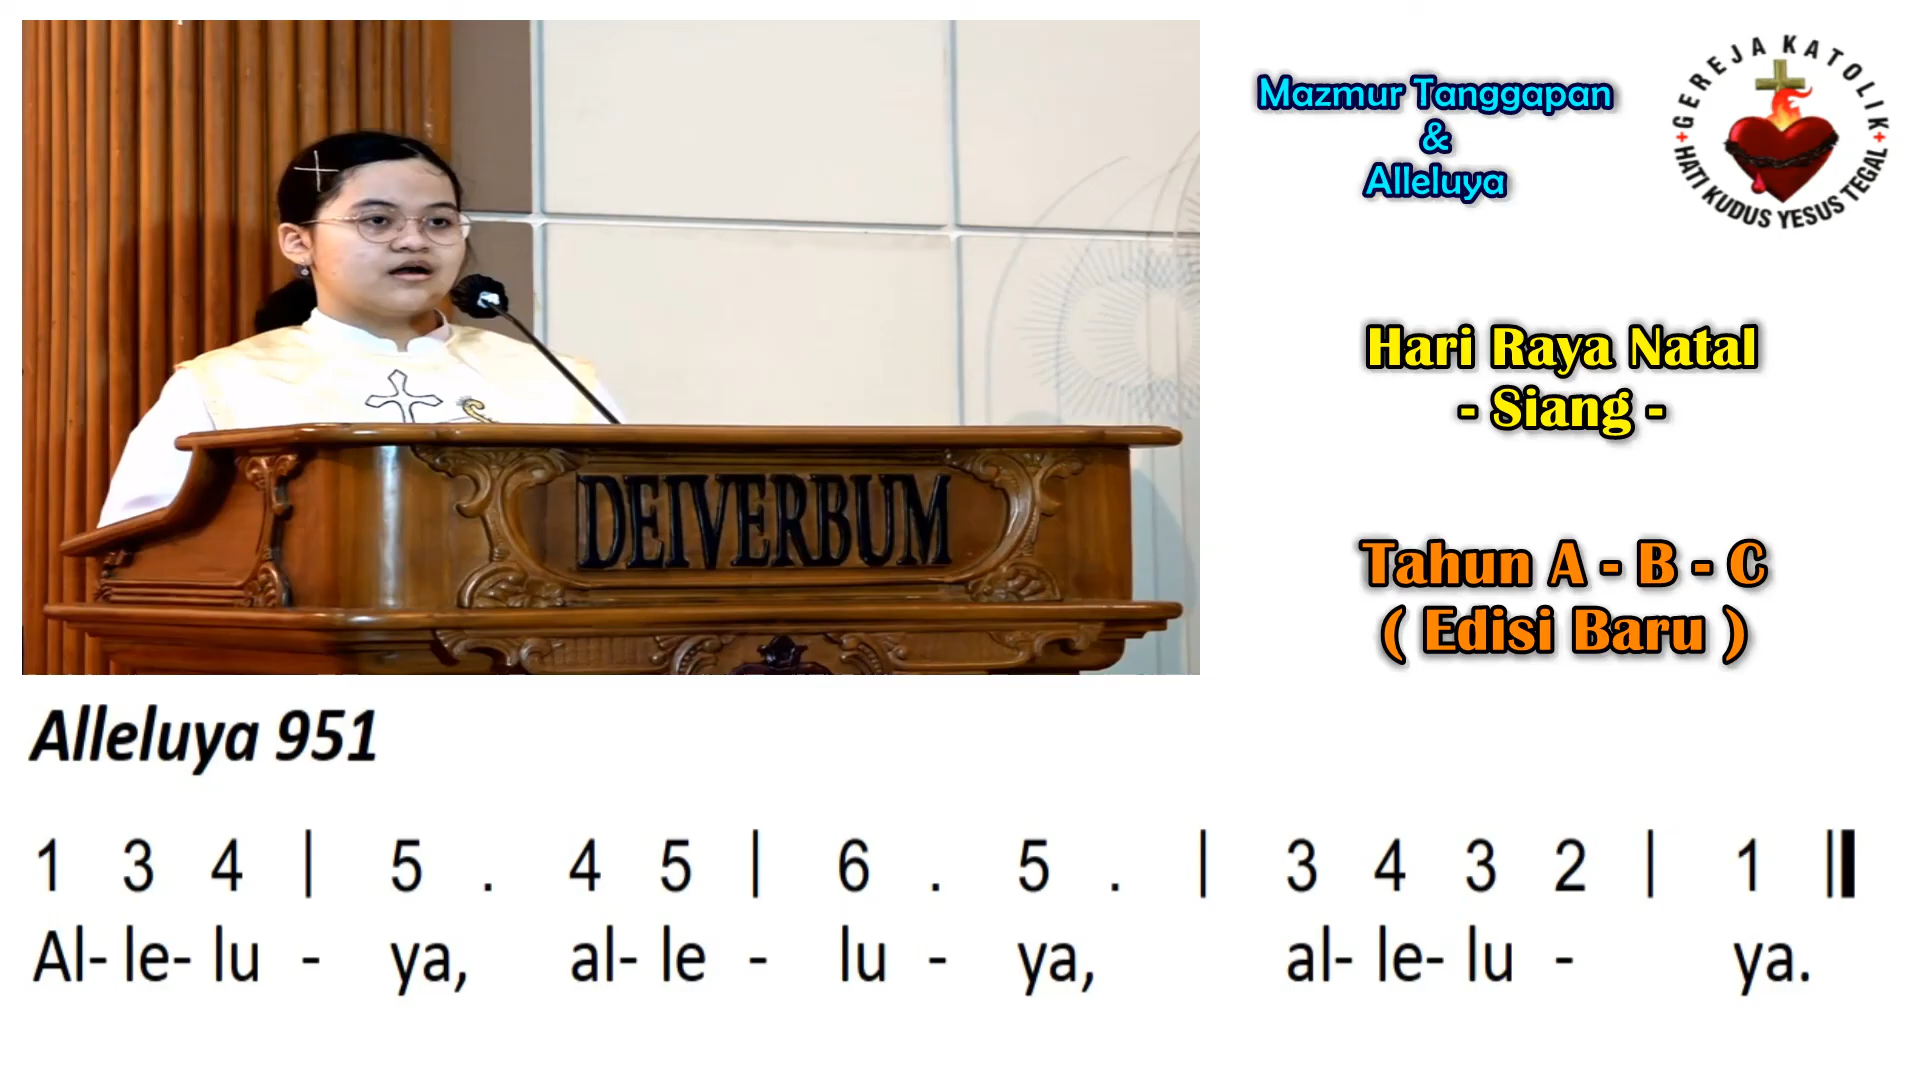 Mazmur Tanggapan
&
Alleluya
GEREJA KATOLIK
HATI KUDUS YESUS TEGAL
Hari Raya Natal
- Siang -
Tahun A - B - C
( Edisi Baru )
DEIVERBUM
Alleluya 951
1 3 4 | 5 . 4 5 | 6 . 5 . | 3 4 3 2 | 1 ||
Al- le- lu - ya, al- le - lu - ya, al- le- lu - ya.